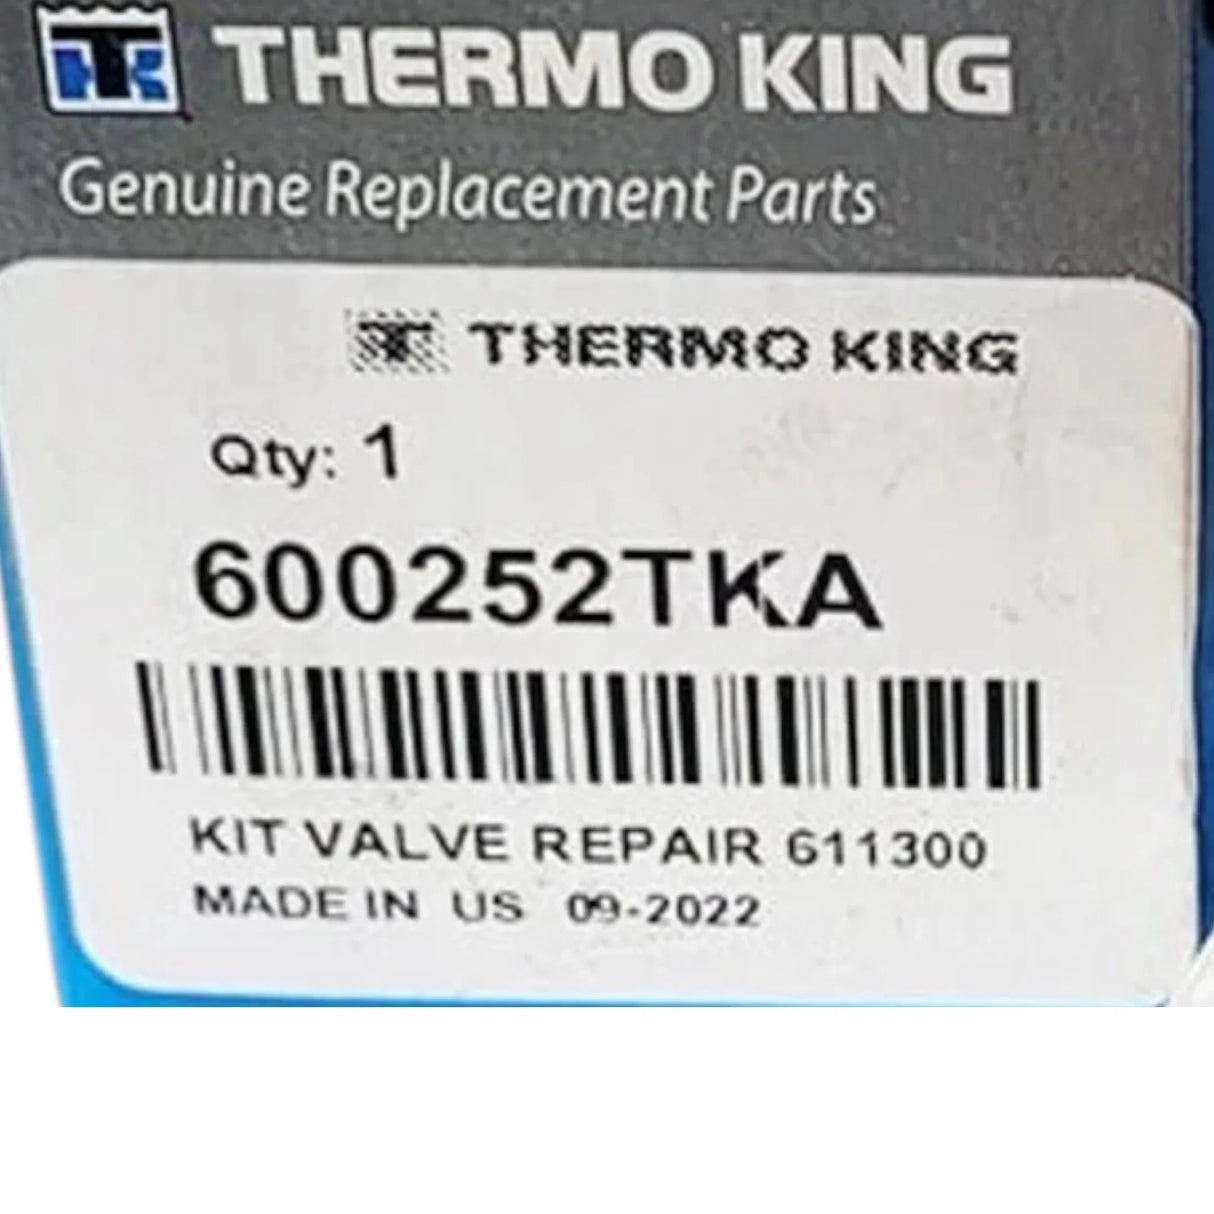 THERMO KING
Genuine Replacement Parts
THERMO KING
Qty: 1
600252TKA
KIT VALVE REPAIR 611300
MADE IN US 09-2022